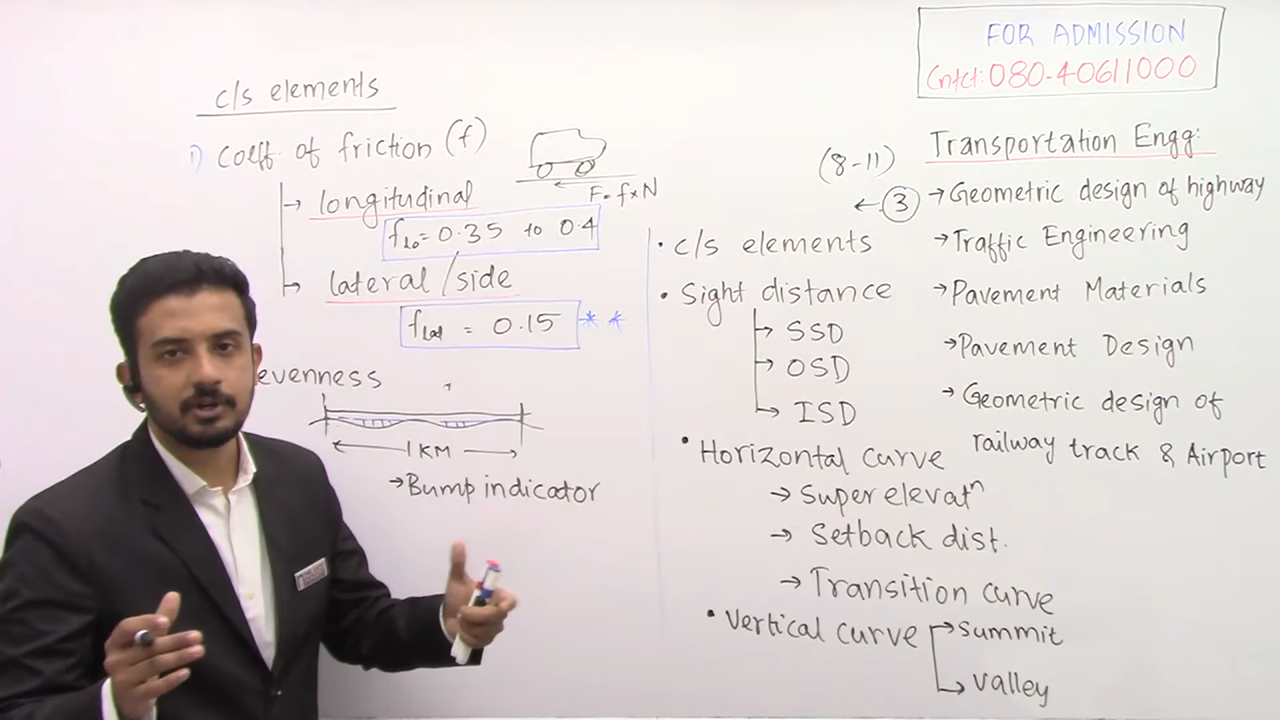 FOR ADMISSION
Cntct: 080-40611000
c/s elements
1) Coeff. of friction (f)
→ longitudinal
F = f×N
flo = 0.35 to 0.4
→ lateral/side
flat = 0.15 **
evenness
1 KM
→ Bump indicator
Transportation Engg:
(8-11)
← 3 → Geometric design of highway
→ Traffic Engineering
→ Pavement Materials
→ Pavement Design
→ Geometric design of
railway track & Airport
· c/s elements
· Sight distance
→ SSD
→ OSD
→ ISD
· Horizontal curve
→ Super elevatn
→ Setback dist.
→ Transition curve
· Vertical curve → summit
→ valley